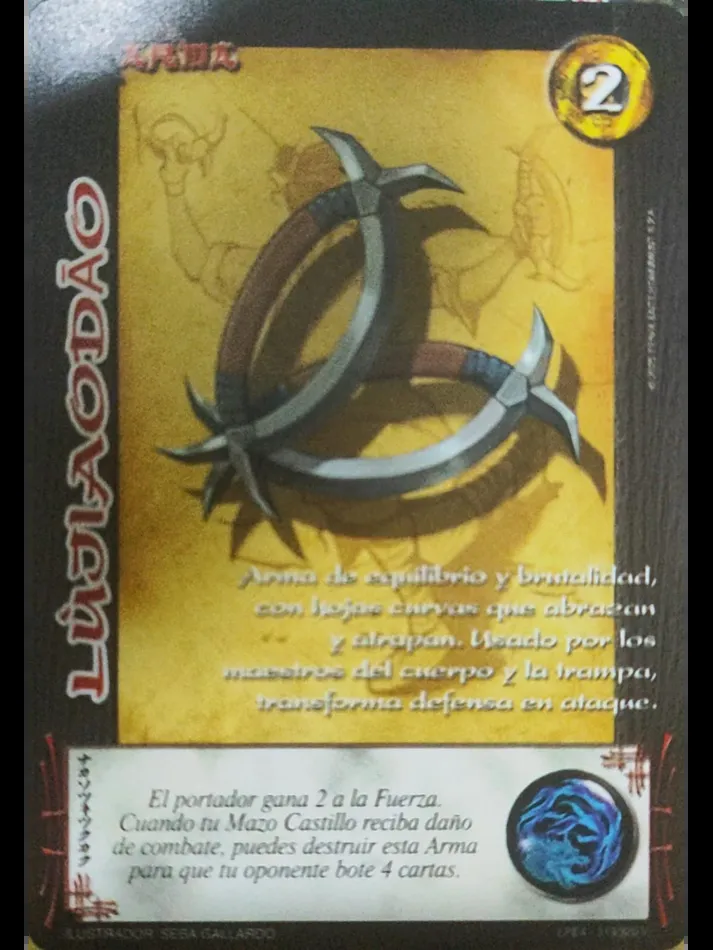 ARMA
2
LÙJIAODĀO
Arma de equilibrio y brutalidad,
con hojas curvas que abrazan
y atrapan. Usado por los
maestros del cuerpo y la trampa,
transforma defensa en ataque.
El portador gana 2 a la Fuerza.
Cuando tu Mazo Castillo reciba daño
de combate, puedes destruir esta Arma
para que tu oponente bote 4 cartas.
ILUSTRADOR: SEBA GALLARDO